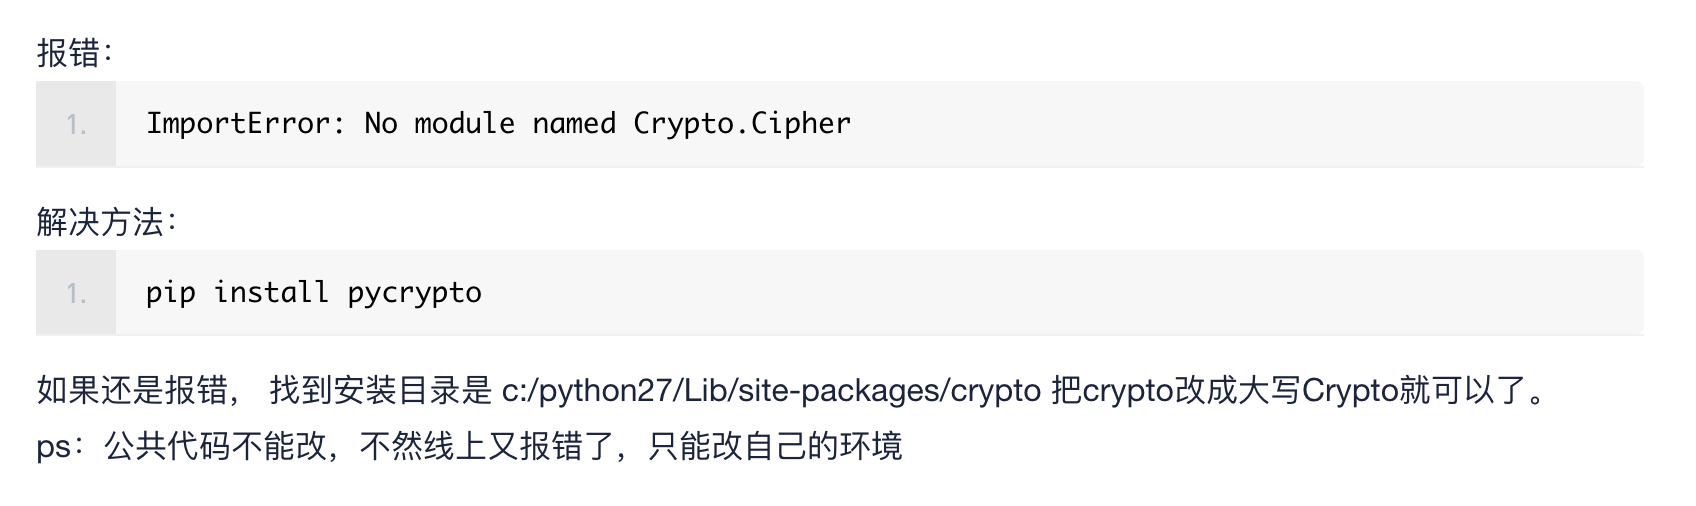 报错：
1. ImportError: No module named Crypto.Cipher
解决方法：
1. pip install pycrypto
如果还是报错， 找到安装目录是 c:/python27/Lib/site-packages/crypto 把crypto改成大写Crypto就可以了。
ps：公共代码不能改，不然线上又报错了，只能改自己的环境